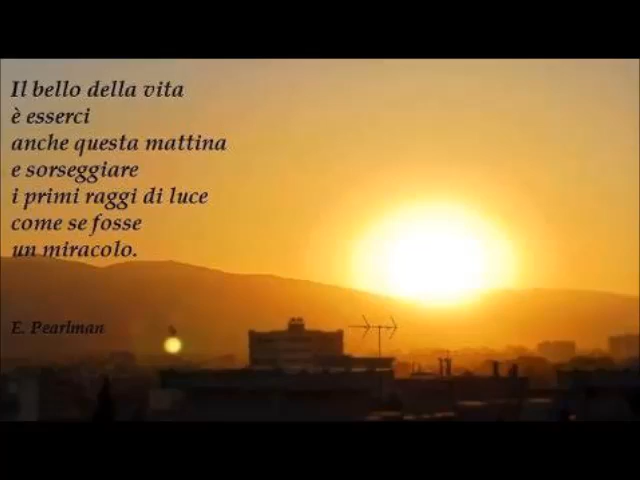 Il bello della vita
è esserci
anche questa mattina
e sorseggiare
i primi raggi di luce
come se fosse
un miracolo.
E. Pearlman